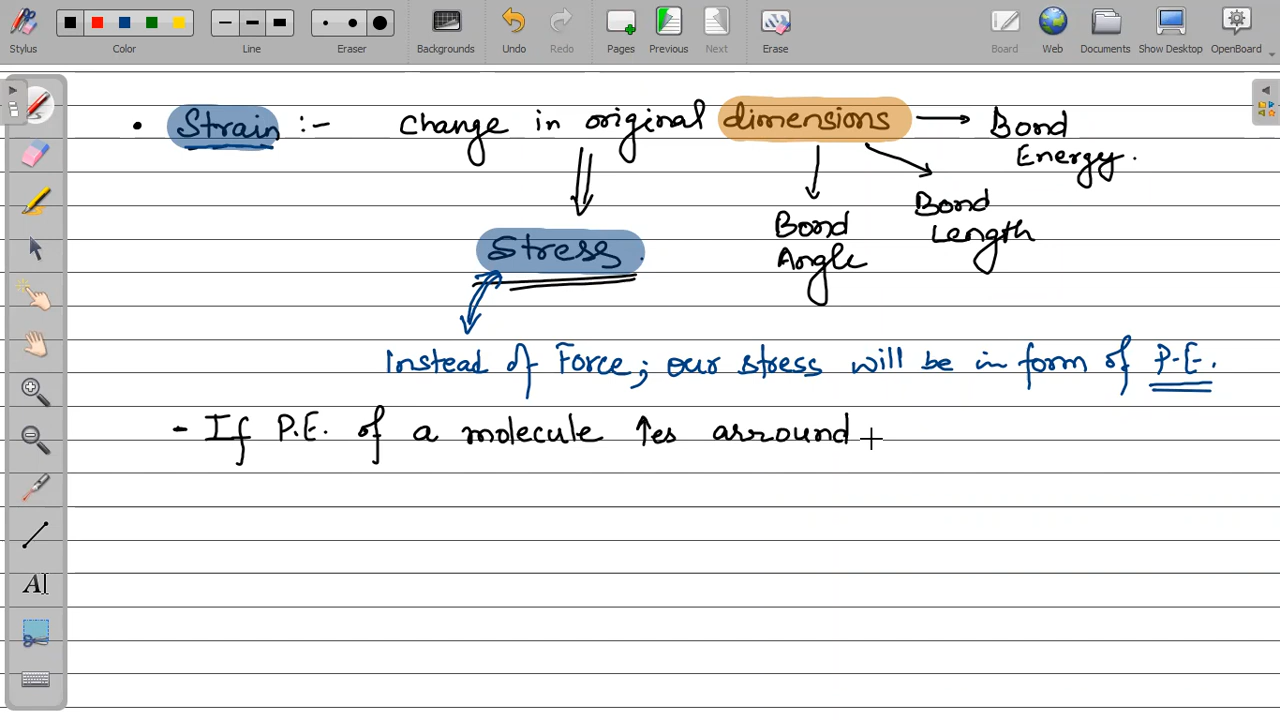 Stylus Color Line Eraser Backgrounds Undo Redo Pages Previous Next Erase Board Web Documents Show Desktop OpenBoard
• Strain :- Change in original dimensions → Bond Energy.
Bond Length
Bond Angle
Stress.
Instead of Force; our stress will be in form of P.E.
- If P.E. of a molecule ↑es arround